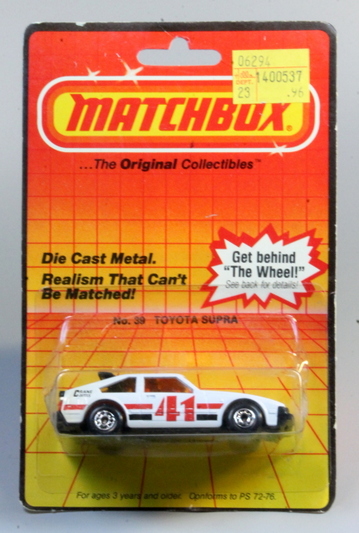 06294
DEPT. 1400537
23 .96
MATCHBOX®
...The Original Collectibles™
Die Cast Metal.
Realism That Can't
Be Matched!
Get behind
"The Wheel!"
See back for details!
No. 39 TOYOTA SUPRA
41
For ages 3 years and older. Conforms to PS 72-76.